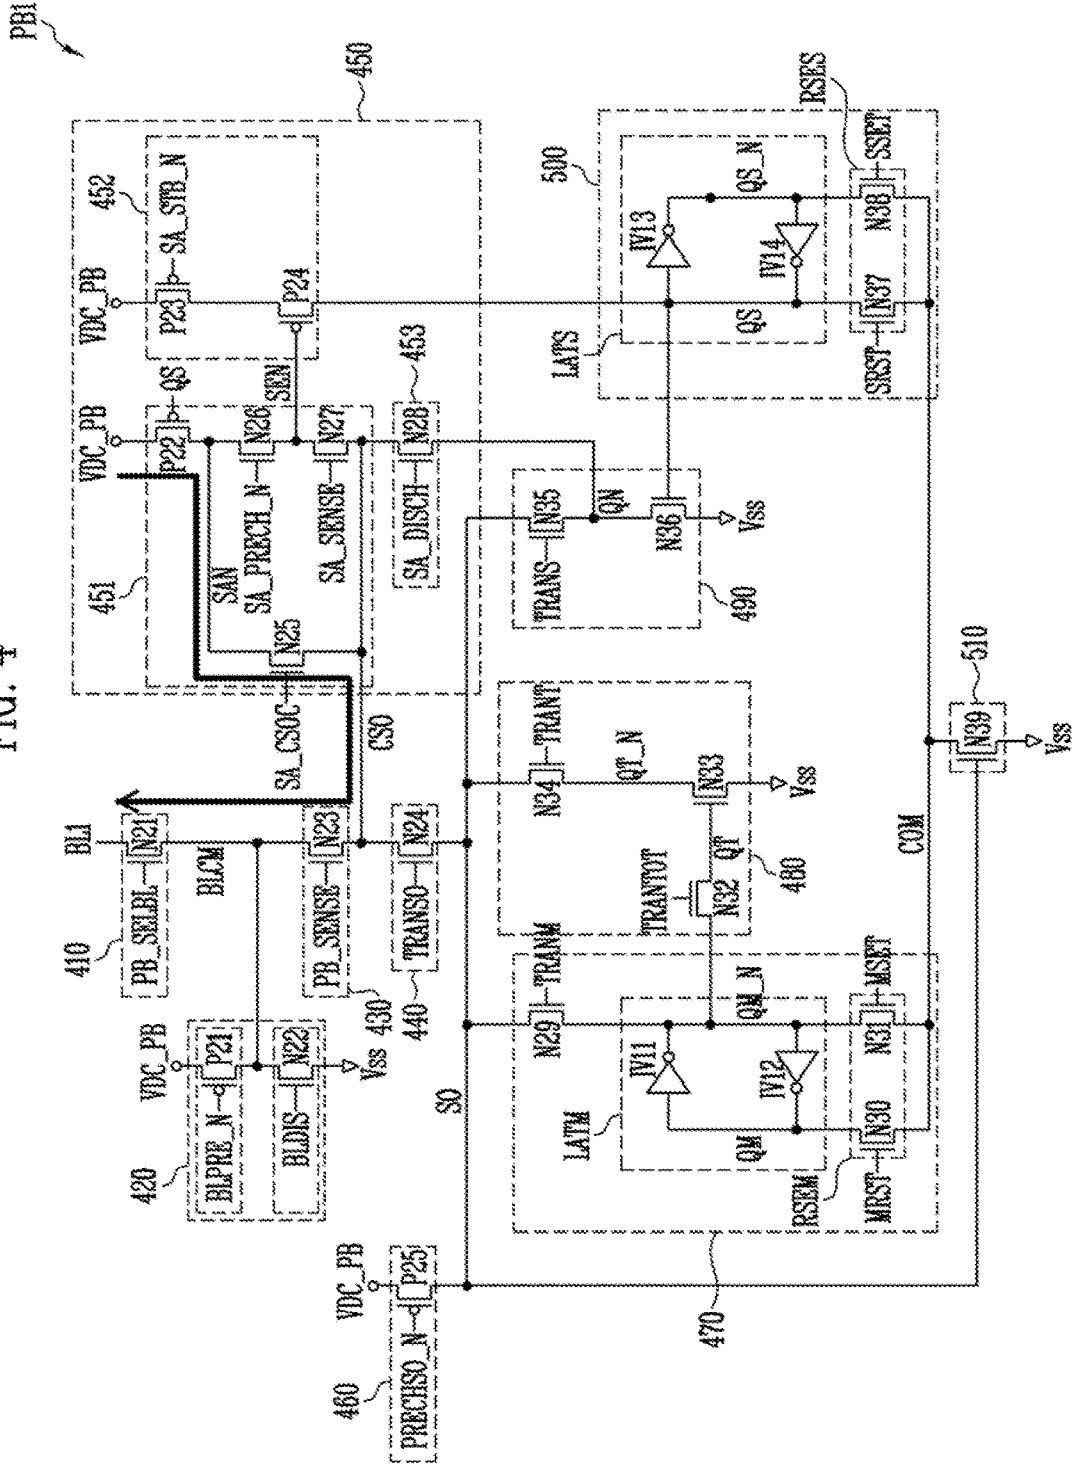 FIG. 4
PB1
450
452
VDC_PB
P23
SA_STB_N
P24
VDC_PB
P22
QS
SEN
N26
N27
SAN
SA_PRECH_N
SA_SENSE
N25
SA_CSOC
451
453
N28
SA_DISCH
CSO
BL1
410
N21
PB_SELBL
BLCM
420
VDC_PB
P21
BLPRE_N
N22
BLDIS
Vss
N23
PB_SENSE
430
N24
TRANSO
440
SO
VDC_PB
P25
PRECHSO_N
460
N35
TRANS
QN
N36
Vss
490
500
LATS
IV13
IV14
QS
QS_N
N37
N38
SRST
SSET
RSES
N34
TRANT
QT_N
N33
Vss
QT
N32
TRANTOT
480
N29
TRANM
LATM
IV11
IV12
QM
QM_N
N30
N31
MRST
MSET
RSEM
470
COM
510
N39
Vss